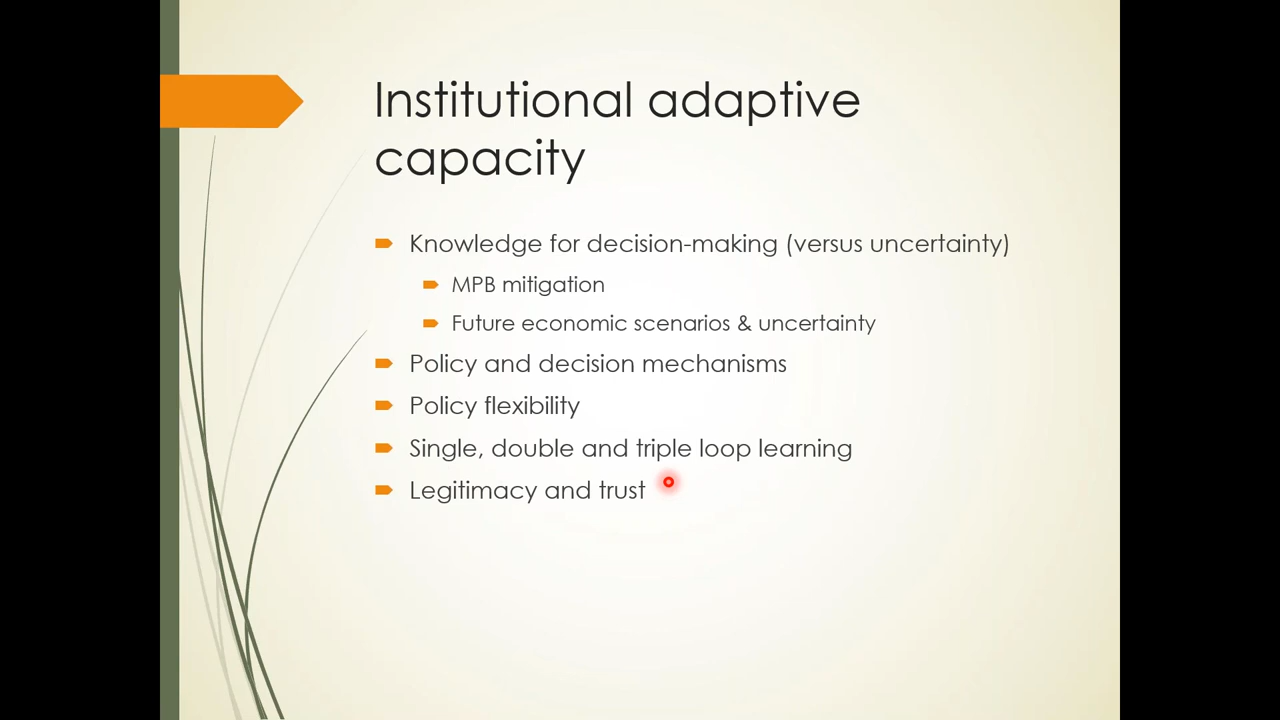 Institutional adaptive
capacity
Knowledge for decision-making (versus uncertainty)
MPB mitigation
Future economic scenarios & uncertainty
Policy and decision mechanisms
Policy flexibility
Single, double and triple loop learning
Legitimacy and trust